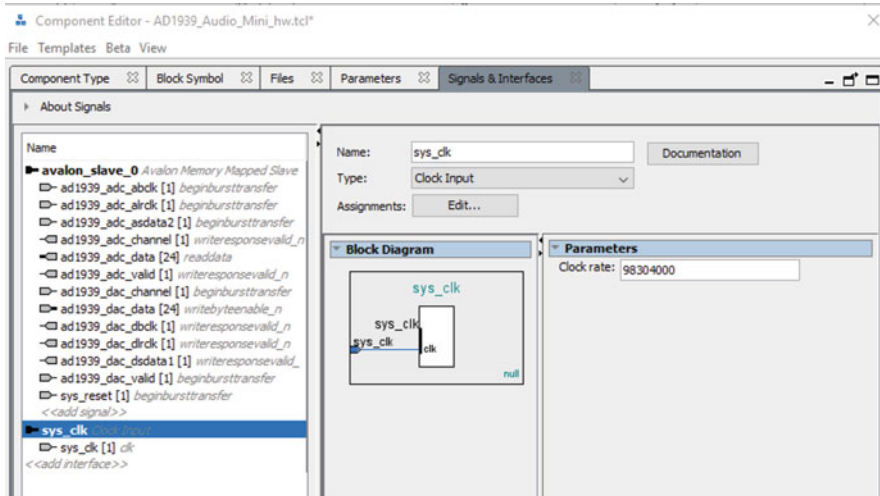 Component Editor - AD1939_Audio_Mini_hw.tcl*
File Templates Beta View
Component Type Block Symbol Files Parameters Signals & Interfaces
About Signals
Name
avalon_slave_0 Avalon Memory Mapped Slave
ad1939_adc_abclk [1] beginbursttransfer
ad1939_adc_alrclk [1] beginbursttransfer
ad1939_adc_asdata2 [1] beginbursttransfer
ad1939_adc_channel [1] writeresponsevalid_n
ad1939_adc_data [24] readdata
ad1939_adc_valid [1] writeresponsevalid_n
ad1939_dac_channel [1] beginbursttransfer
ad1939_dac_data [24] writebyteenable_n
ad1939_dac_dbclk [1] writeresponsevalid_n
ad1939_dac_dlrclk [1] writeresponsevalid_n
ad1939_dac_dsdata1 [1] writeresponsevalid_
ad1939_dac_valid [1] beginbursttransfer
sys_reset [1] beginbursttransfer
<<add signal>>
sys_clk Clock Input
sys_clk [1] clk
<<add interface>>
Name: sys_clk Documentation
Type: Clock Input
Assignments: Edit...
Block Diagram
sys_clk
sys_clk
sys_clk
clk
null
Parameters
Clock rate: 98304000